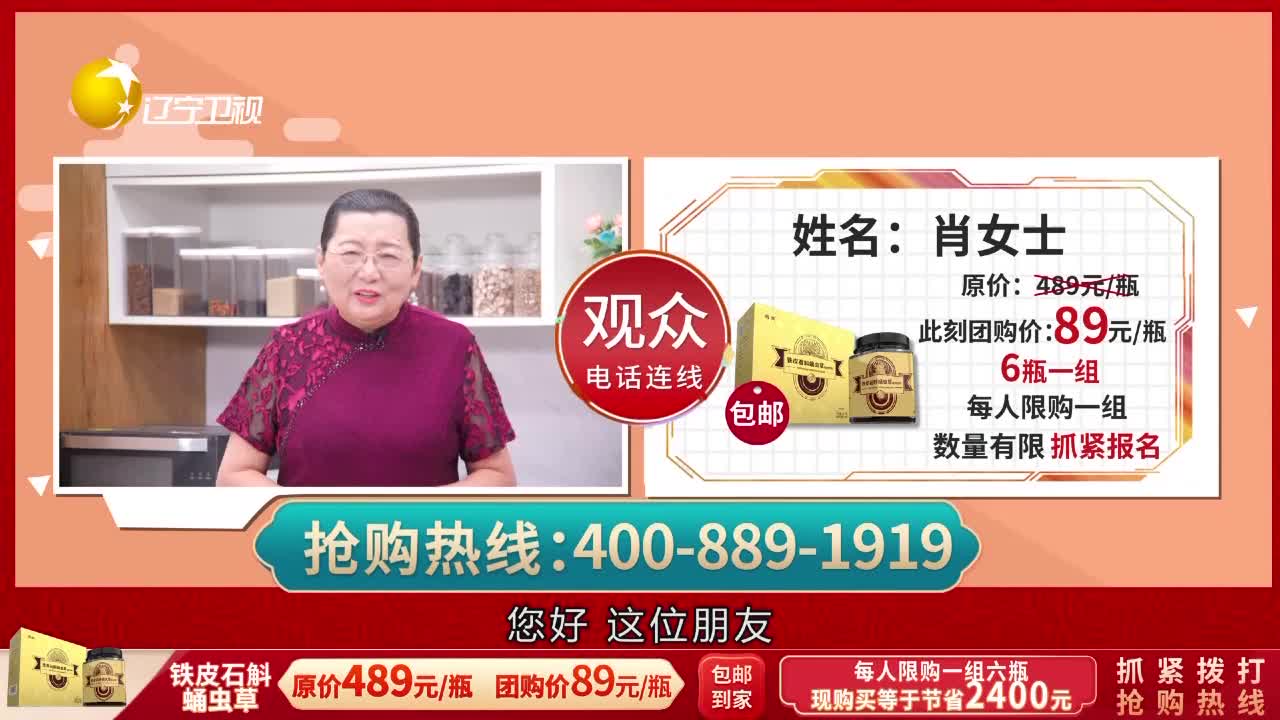 辽宁卫视
姓名：肖女士
原价：489元/瓶
此刻团购价:89元/瓶
6瓶一组
每人限购一组
数量有限 抓紧报名
观众
电话连线
包邮
抢购热线:400-889-1919
您好 这位朋友
铁皮石斛
蛹虫草
原价489元/瓶 团购价89元/瓶
包邮
到家
每人限购一组六瓶
现购买等于节省2400元
抓紧拨打
抢购热线